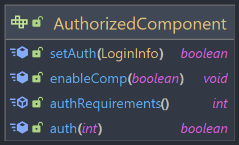 AuthorizedComponent
setAuth(LoginInfo) boolean
enableComp(boolean) void
authRequirements() int
auth(int) boolean